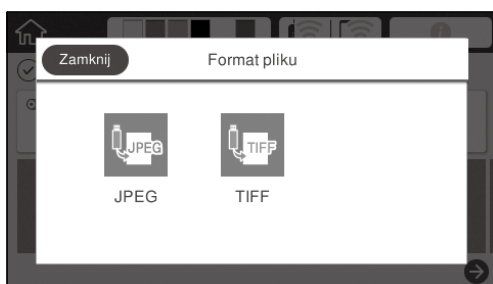 Zamknij
Format pliku
JPEG
TIFF
JPEG
TIFF